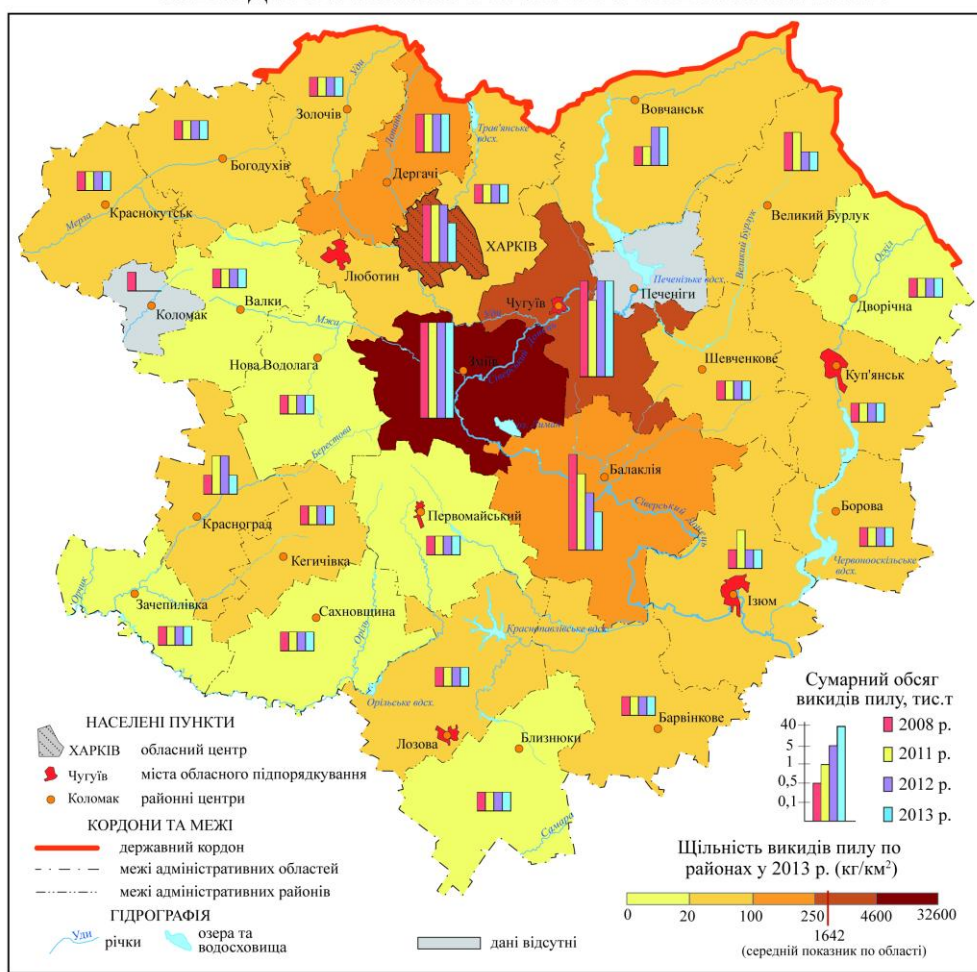 Уди
Золочів
Лопань
Трав'янське
вдсх.
Вовчанськ
Богодухів
Дергачі
Мерла
Краснокутськ
ХАРКІВ
Великий Бурлук
Великий Бурлук
Оскіл
Люботин
Печенізьке вдсх.
Коломак
Валки
Чугуїв
Печеніги
Дворічна
Мжа
Уди
Нова Водолага
Зміїв
Шевченкове
Куп'янськ
Берестова
Балаклія
Сіверський Донець
Красноград
Первомайський
Борова
Кегичівка
Червонооскільське
вдсх.
Орчик
Зачепилівка
Сахновщина
Оріль
Ізюм
Краснопавлівське вдсх.
Орільське вдсх.
Лозова
Близнюки
Барвінкове
Самара
НАСЕЛЕНІ ПУНКТИ
ХАРКІВ обласний центр
Чугуїв міста обласного підпорядкування
Коломак районні центри
КОРДОНИ ТА МЕЖІ
державний кордон
межі адміністративних областей
межі адміністративних районів
ГІДРОГРАФІЯ
Уди річки
озера та
водосховища
дані відсутні
Сумарний обсяг
викидів пилу, тис.т
40
5
1
0,5
0,1
2008 р.
2011 р.
2012 р.
2013 р.
Щільність викидів пилу по
районах у 2013 р. (кг/км²)
0 20 100 250 4600 32600
1642
(середній показник по області)